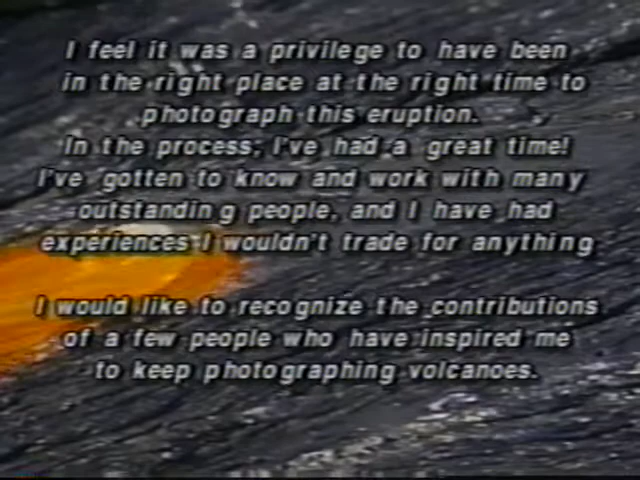 I feel it was a privilege to have been
in the right place at the right time to
photograph this eruption.
In the process, I've had a great time!
I've gotten to know and work with many
outstanding people, and I have had
experiences I wouldn't trade for anything
I would like to recognize the contributions
of a few people who have inspired me
to keep photographing volcanoes.